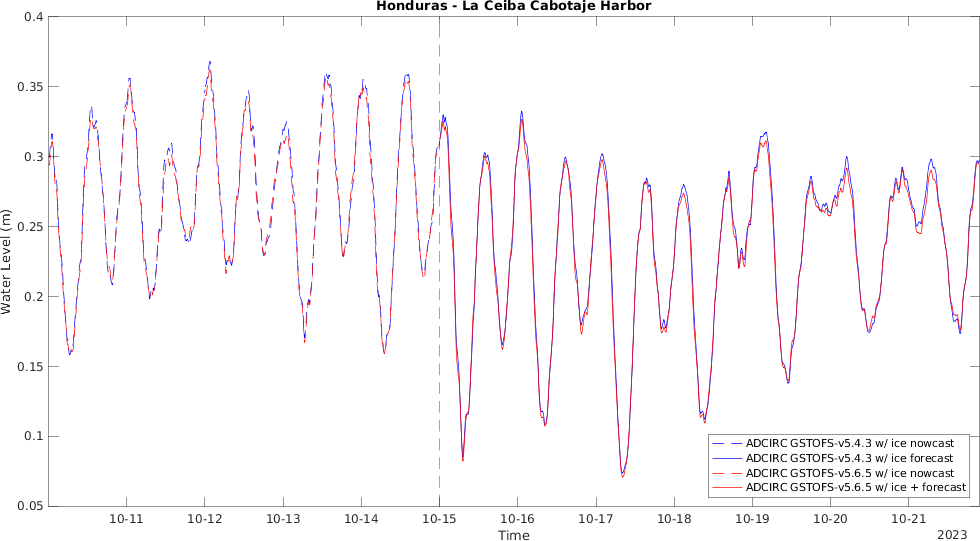 Honduras - La Ceiba Cabotaje Harbor
0.4
0.35
0.3
0.25
0.2
0.15
0.1
0.05
Water Level (m)
10-11 10-12 10-13 10-14 10-15 10-16 10-17 10-18 10-19 10-20 10-21
Time
2023
ADCIRC GSTOFS-v5.4.3 w/ ice nowcast
ADCIRC GSTOFS-v5.4.3 w/ ice forecast
ADCIRC GSTOFS-v5.6.5 w/ ice nowcast
ADCIRC GSTOFS-v5.6.5 w/ ice + forecast